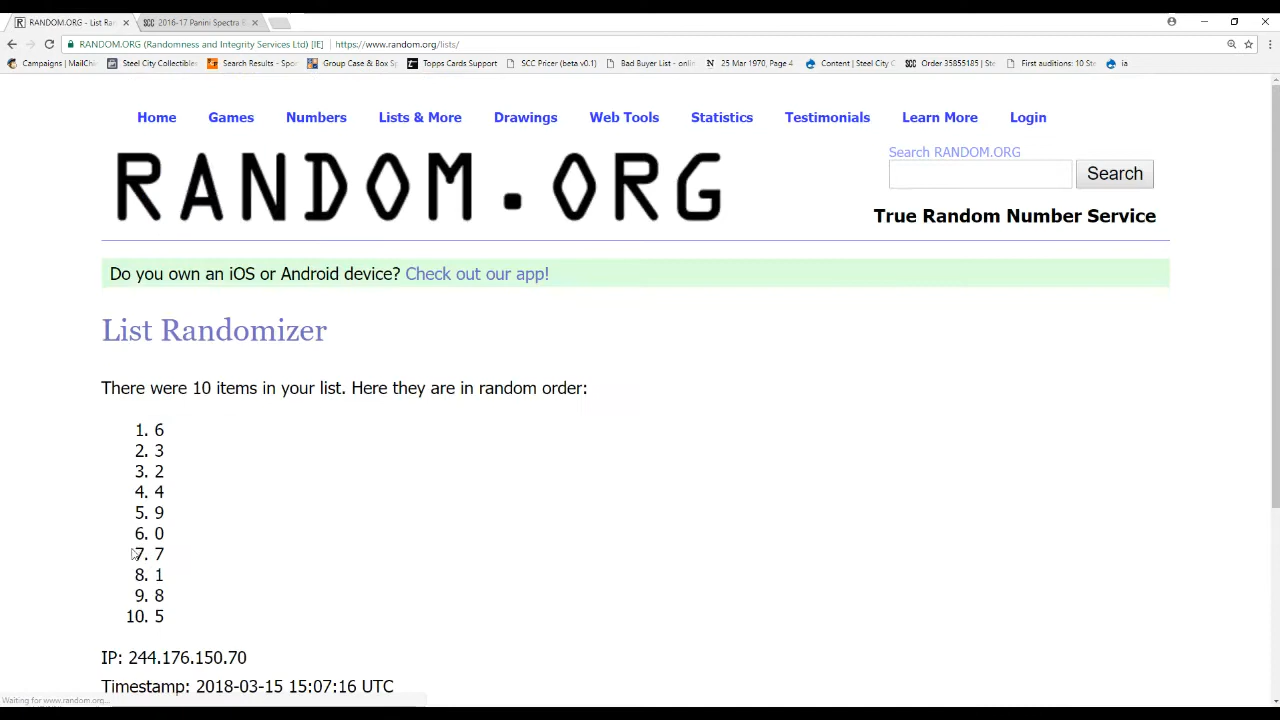 RANDOM.ORG - List Ra
SCC 2016-17 Panini Spectra
RANDOM.ORG (Randomness and Integrity Services Ltd) [IE] https://www.random.org/lists/
Campaigns | MailChi Steel City Collectibles Search Results - Spo Group Case & Box S Topps Cards Support SCC Pricer (beta v0.1) Bad Buyer List - onlin N 25 Mar 1970, Page 4 Content | Steel City C SCC Order 35855185 | Ste First auditions: 10 Ste ia
Home Games Numbers Lists & More Drawings Web Tools Statistics Testimonials Learn More Login
Search RANDOM.ORG
RANDOM.ORG
Search
True Random Number Service
Do you own an iOS or Android device? Check out our app!
List Randomizer
There were 10 items in your list. Here they are in random order:
1. 6
2. 3
3. 2
4. 4
5. 9
6. 0
7. 7
8. 1
9. 8
10. 5
IP: 244.176.150.70
Timestamp: 2018-03-15 15:07:16 UTC
Waiting for www.random.org...